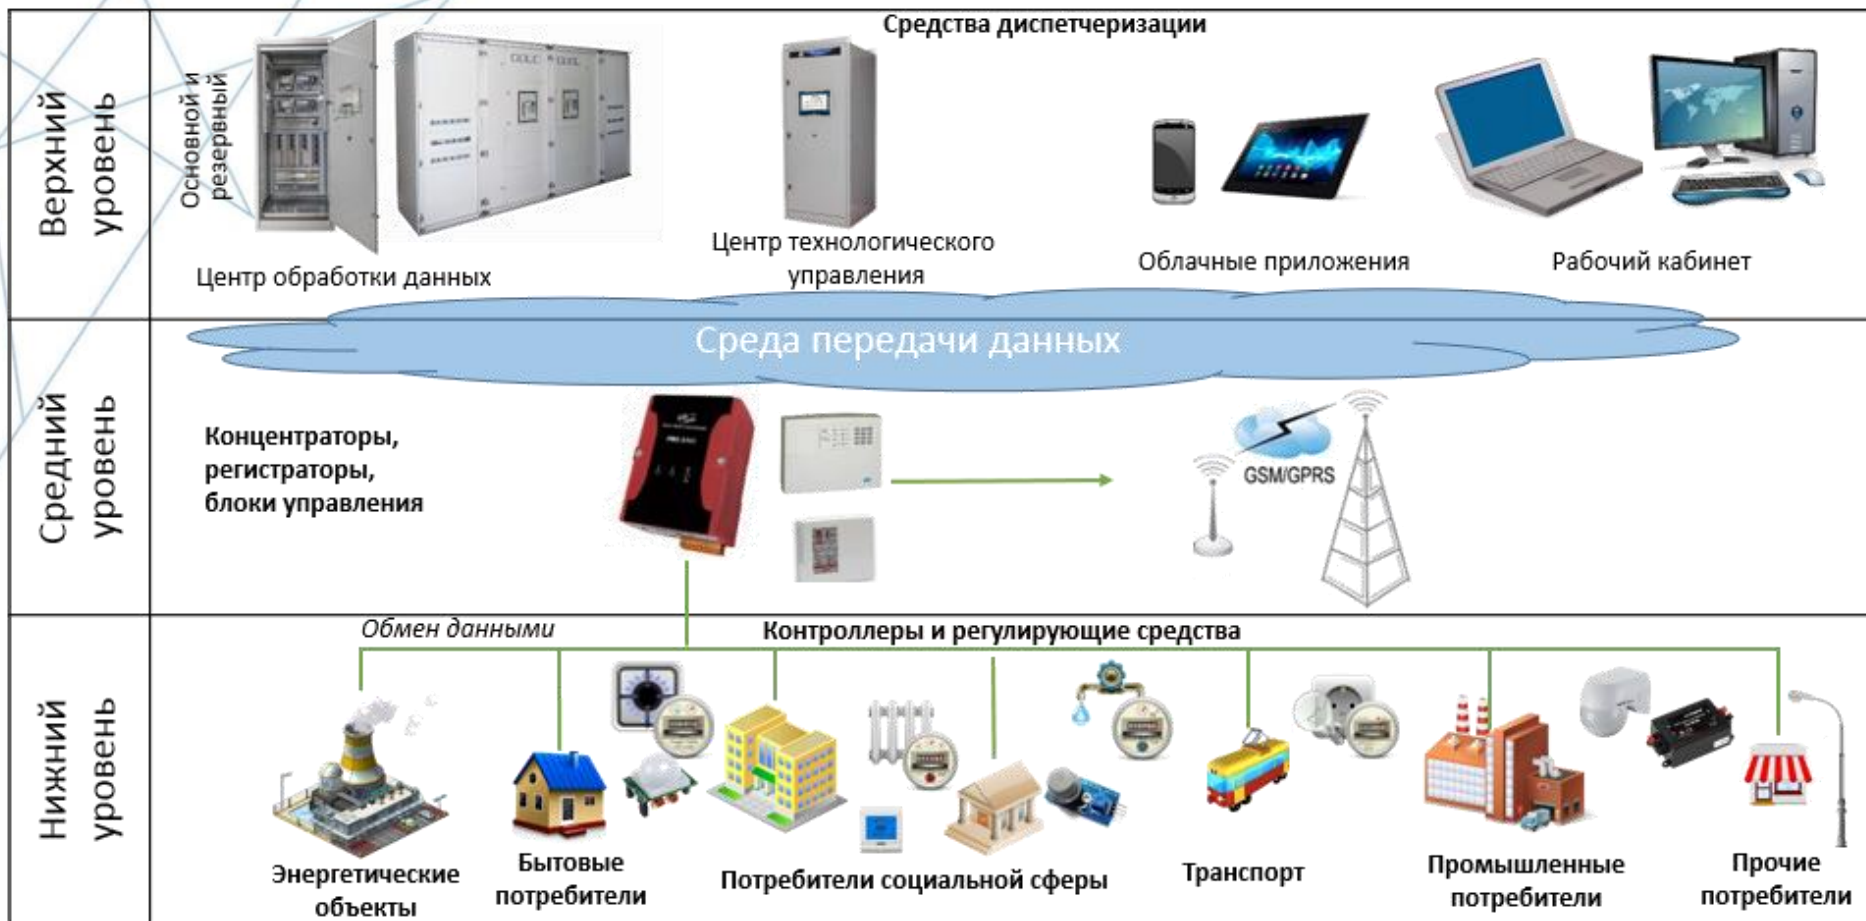 Средства диспетчеризации
Верхний
уровень
Основной и
резервный
Центр обработки данных
Центр технологического
управления
Облачные приложения
Рабочий кабинет
Среда передачи данных
Средний
уровень
Концентраторы,
регистраторы,
блоки управления
GSM/GPRS
Нижний
уровень
Обмен данными
Контроллеры и регулирующие средства
Энергетические
объекты
Бытовые
потребители
Потребители социальной сферы
Транспорт
Промышленные
потребители
Прочие
потребители